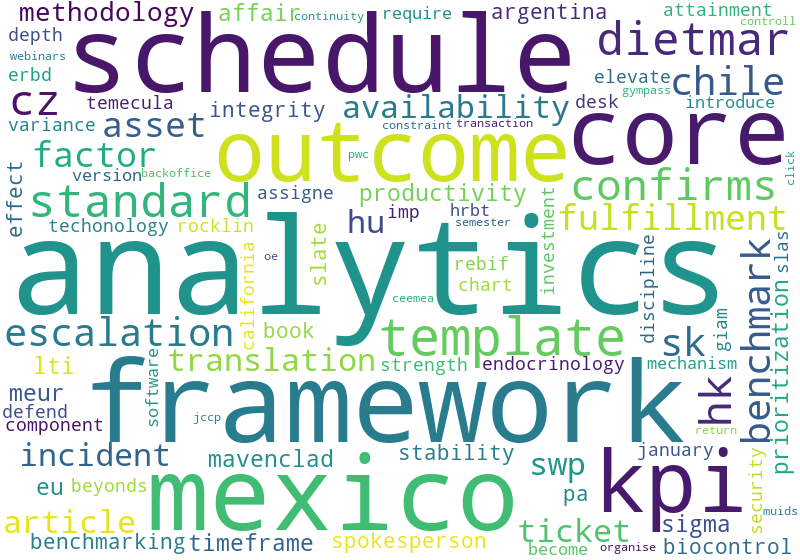 methodology
affair
continuity
require
argentina
attainment
controll
depth
schedule
dietmar
webinars
erbd
elevate
chile
gympass
cz
temecula
integrity
availability
desk
introduce
variance
asset
constraint
transaction
core
factor
outcome
pwc
click
version
backoffice
confirms
effect
standard
assigne
productivity
techonology
rocklin
hu
imp
hrbt
semester
fulfillment
analytics
california
slate
oe
rebif
chart
investment
discipline
benchmark
slas
ceemea
escalation
book
template
sk
giam
prioritization
lti
translation
strength
endocrinology
mechanism
meur
software
framework
hk
defend
component
jccp
return
incident
mavenclad
stability
swp
january
eu
beyonds
mexico
pa
kpi
security
article
ticket
sigma
muids
benchmarking
timeframe
spokesperson
become
organise
biocontrol